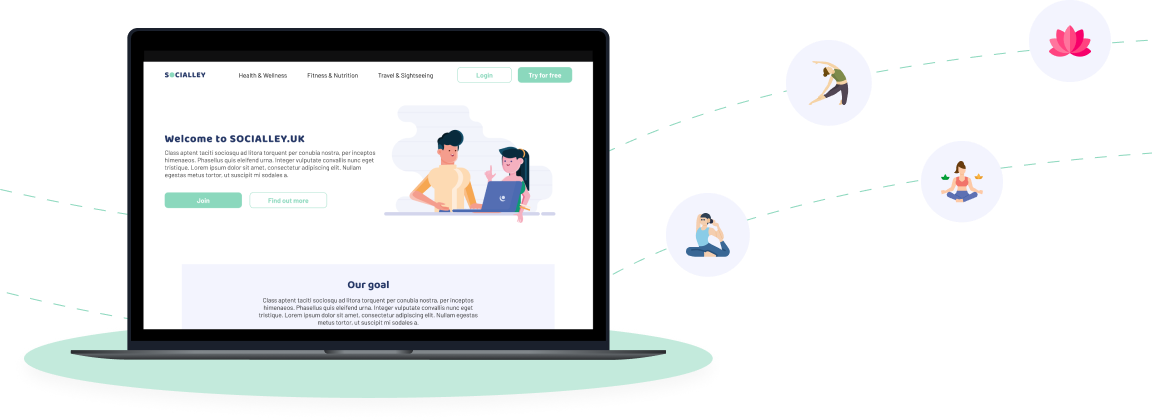 SOCIALLEY Health & Wellness Fitness & Nutrition Travel & Sightseeing Login Try for free
Welcome to SOCIALLEY.UK
Class aptent taciti sociosqu ad litora torquent per conubia nostra, per inceptos
himenaeos. Phasellus quis eleifend urna. Integer vulputate convallis nunc eget
tristique. Lorem ipsum dolor sit amet, consectetur adipiscing elit. Nullam
egestas metus tortor, ut suscipit mi sodales a.
Join Find out more
Our goal
Class aptent taciti sociosqu ad litora torquent per conubia nostra, per inceptos
himenaeos. Phasellus quis eleifend urna. Integer vulputate convallis nunc eget
tristique. Lorem ipsum dolor sit amet, consectetur adipiscing elit. Nullam egestas
metus tortor, ut suscipit mi sodales a.